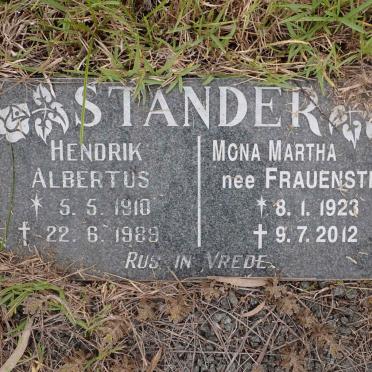 STANDER
HENDRIK
ALBERTUS
* 5. 5. 1910
† 22. 6. 1989
MONA MARTHA
nee
* 8. 1. 1923
† 9. 7. 2012
RUS IN VREDE